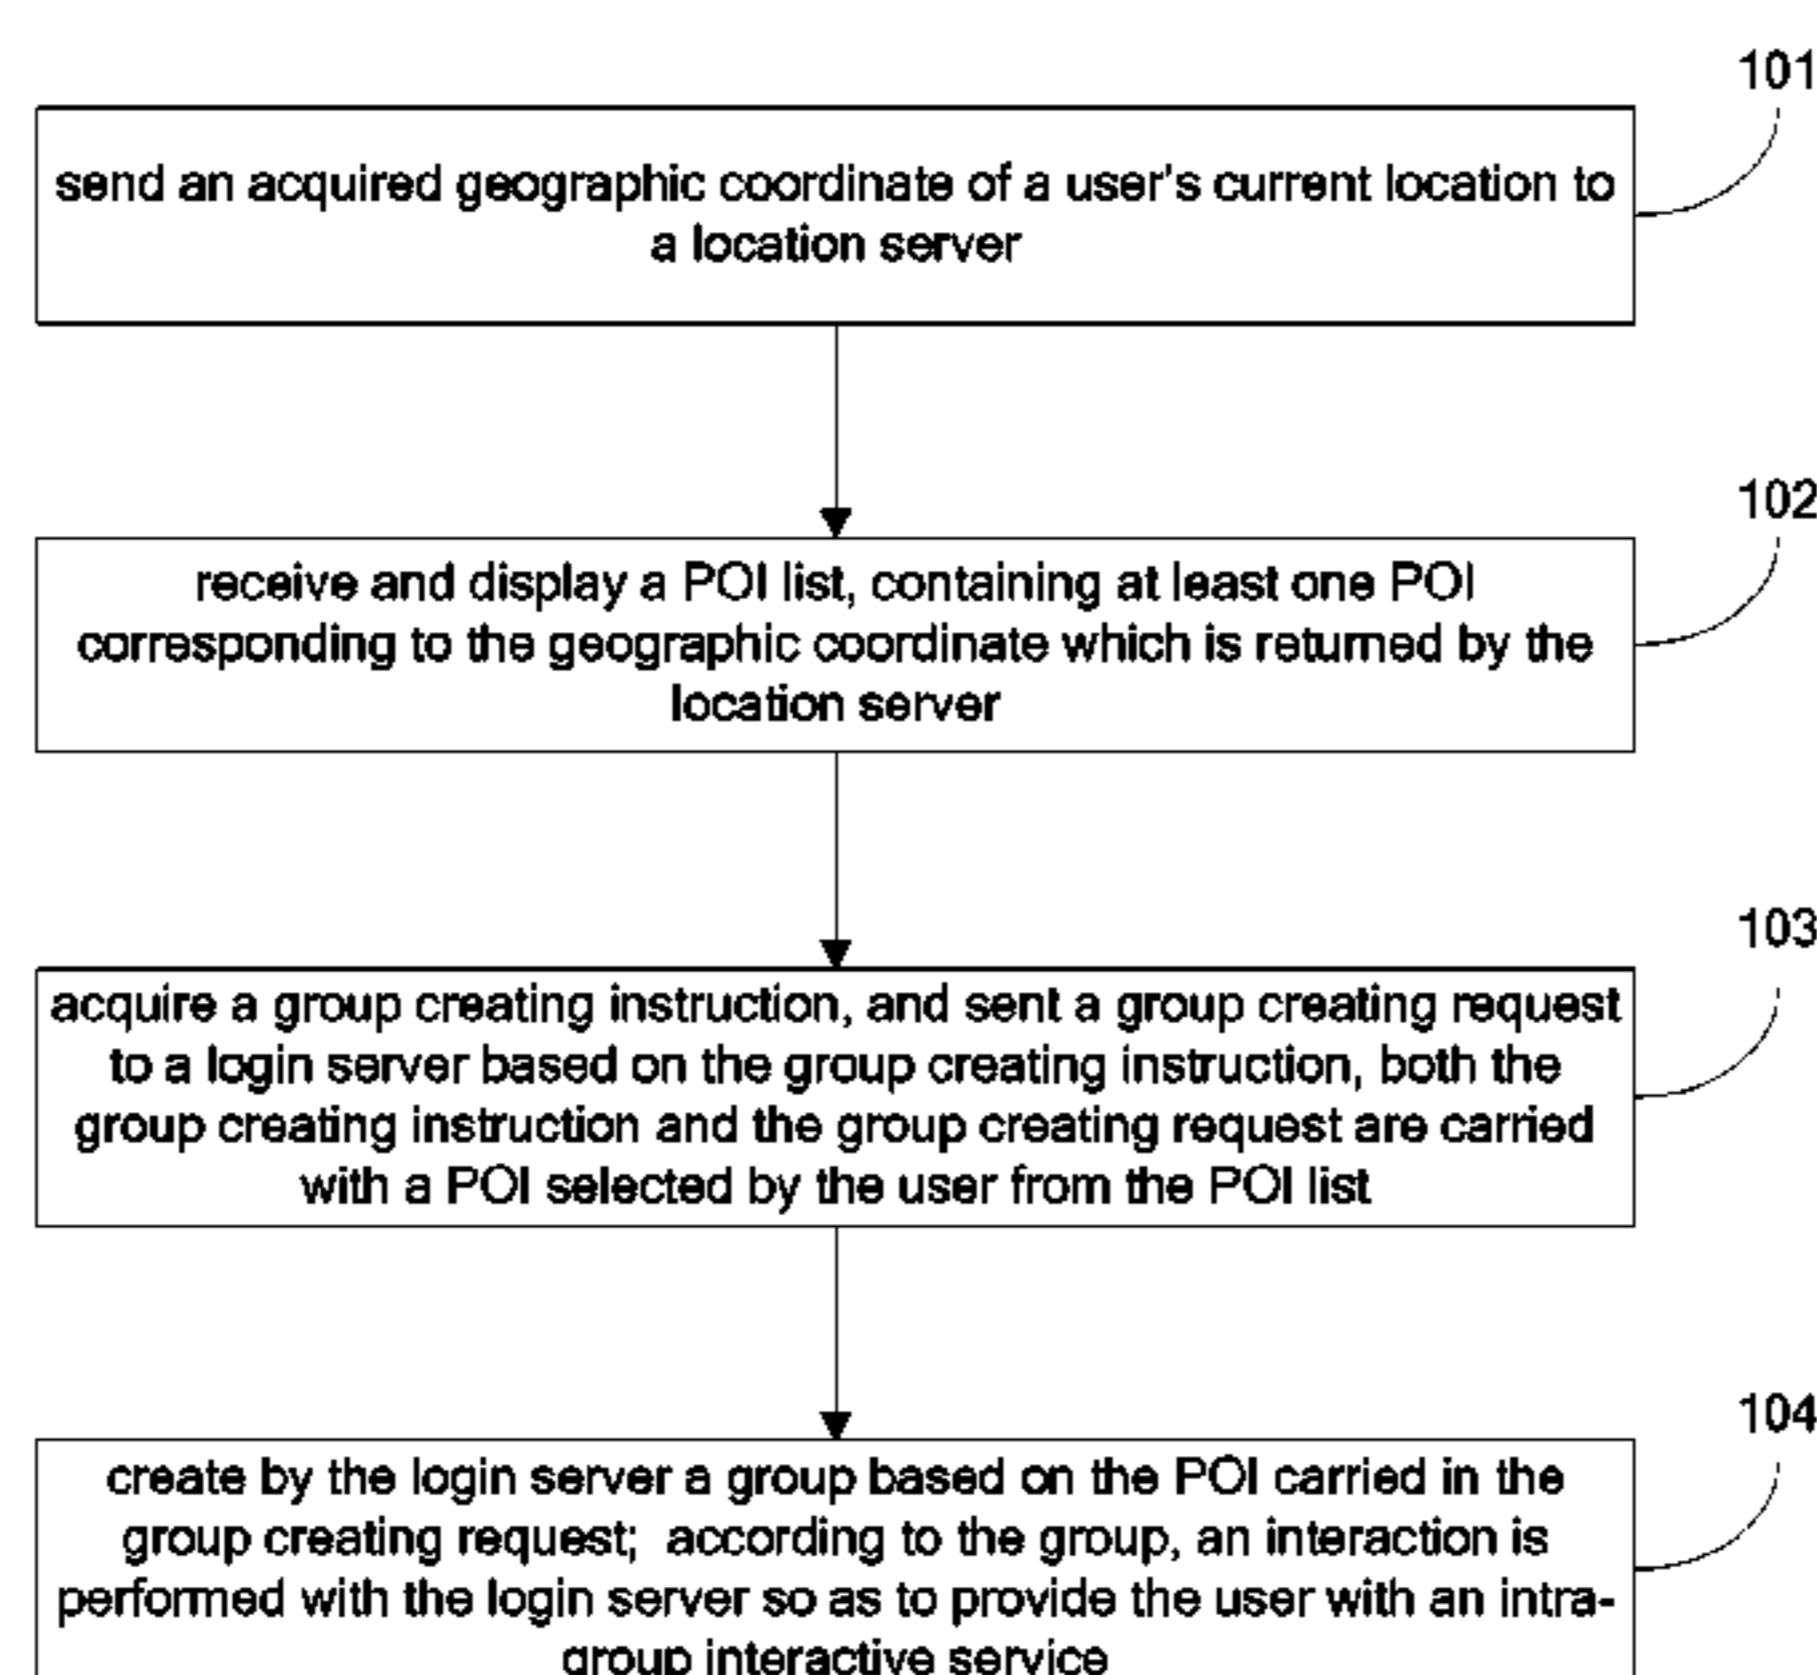 101
send an acquired geographic coordinate of a user's current location to
a location server
102
receive and display a POI list, containing at least one POI
corresponding to the geographic coordinate which is returned by the
location server
103
acquire a group creating instruction, and sent a group creating request
to a login server based on the group creating instruction, both the
group creating instruction and the group creating request are carried
with a POI selected by the user from the POI list
104
create by the login server a group based on the POI carried in the
group creating request; according to the group, an interaction is
performed with the login server so as to provide the user with an intra-
group interactive service